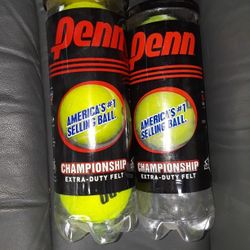 Penn
AMERICA'S #1
SELLING BALL.
CHAMPIONSHIP
EXTRA-DUTY FELT
Penn
AMERICA'S #1
SELLING BALL.
CHAMPIONSHIP
EXTRA-DUTY FELT